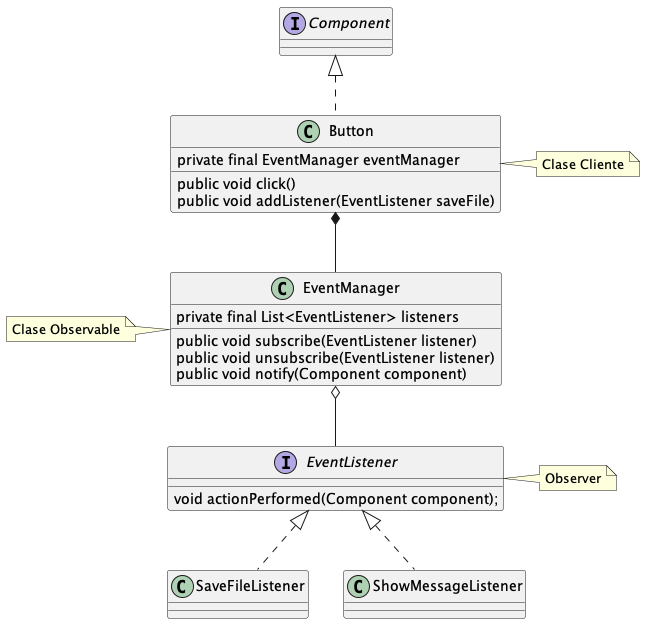 I Component
C Button
private final EventManager eventManager
public void click()
public void addListener(EventListener saveFile)
Clase Cliente
C EventManager
private final List<EventListener> listeners
public void subscribe(EventListener listener)
public void unsubscribe(EventListener listener)
public void notify(Component component)
Clase Observable
I EventListener
void actionPerformed(Component component);
Observer
C SaveFileListener
C ShowMessageListener